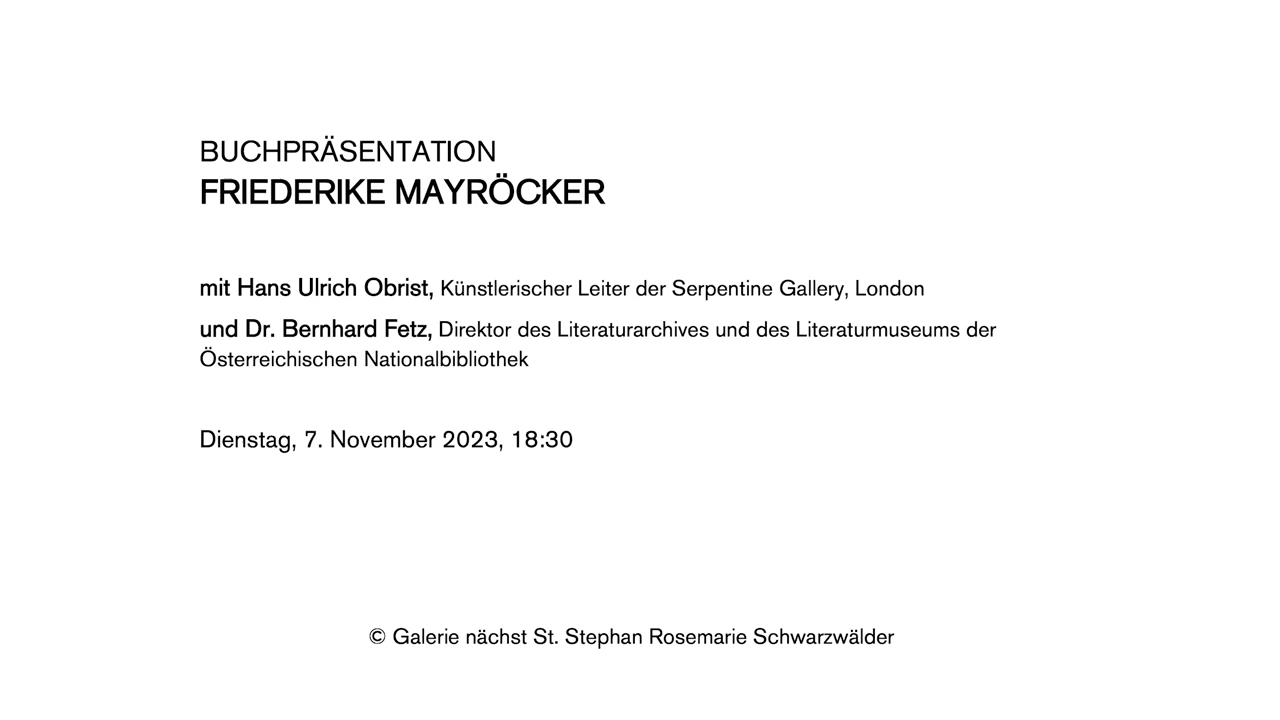 BUCHPRÄSENTATION
FRIEDERIKE MAYRÖCKER
mit Hans Ulrich Obrist, Künstlerischer Leiter der Serpentine Gallery, London
und Dr. Bernhard Fetz, Direktor des Literaturarchives und des Literaturmuseums der
Österreichischen Nationalbibliothek
Dienstag, 7. November 2023, 18:30
© Galerie nächst St. Stephan Rosemarie Schwarzwälder